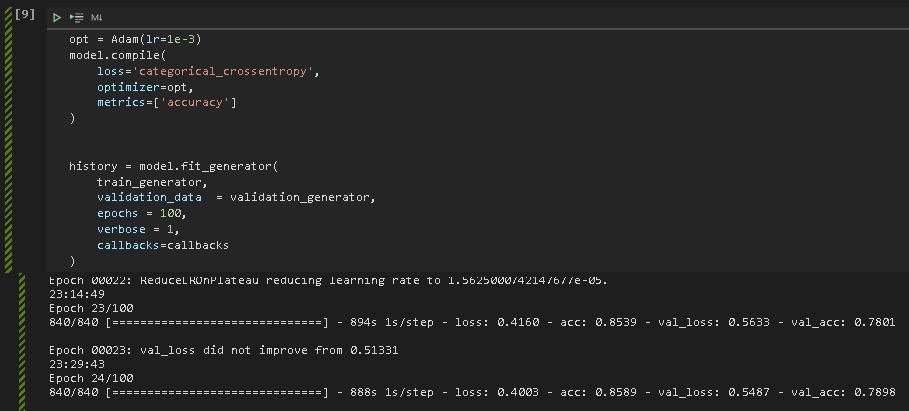 [9]
M↓
opt = Adam(lr=1e-3)
model.compile(
loss='categorical_crossentropy',
optimizer=opt,
metrics=['accuracy']
)
history = model.fit_generator(
train_generator,
validation_data  = validation_generator,
epochs = 100,
verbose = 1,
callbacks=callbacks
)
Epoch 00022: ReduceLROnPlateau reducing learning rate to 1.5625000742147677e-05.
23:14:49
Epoch 23/100
840/840 [==============================] - 894s 1s/step - loss: 0.4160 - acc: 0.8539 - val_loss: 0.5633 - val_acc: 0.7801
Epoch 00023: val_loss did not improve from 0.51331
23:29:43
Epoch 24/100
840/840 [==============================] - 888s 1s/step - loss: 0.4003 - acc: 0.8589 - val_loss: 0.5487 - val_acc: 0.7898